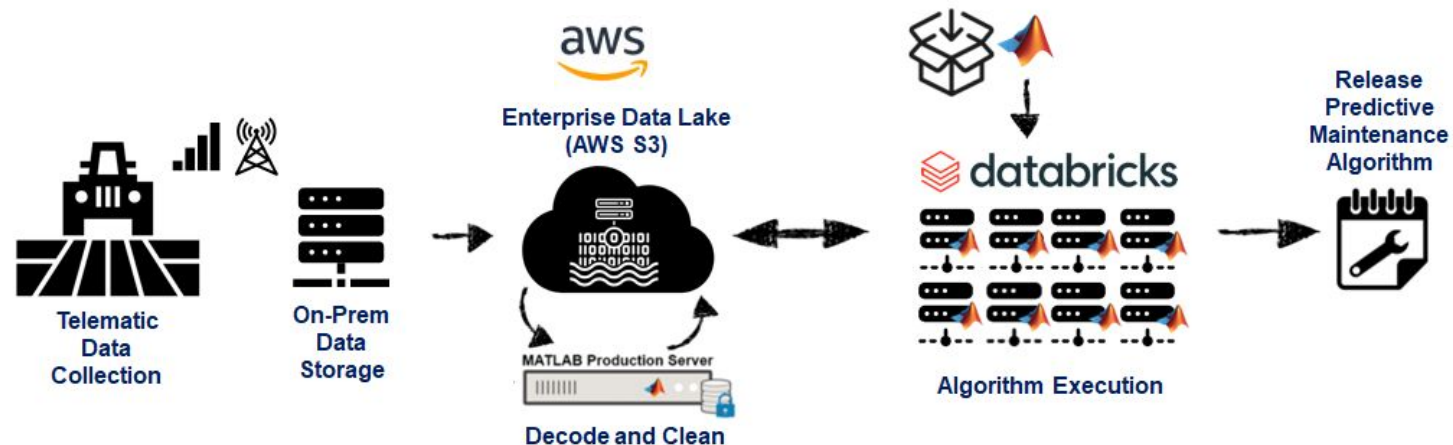 Telematic
Data
Collection
On-Prem
Data
Storage
aws
Enterprise Data Lake
(AWS S3)
MATLAB Production Server
Decode and Clean
databricks
Algorithm Execution
Release
Predictive
Maintenance
Algorithm